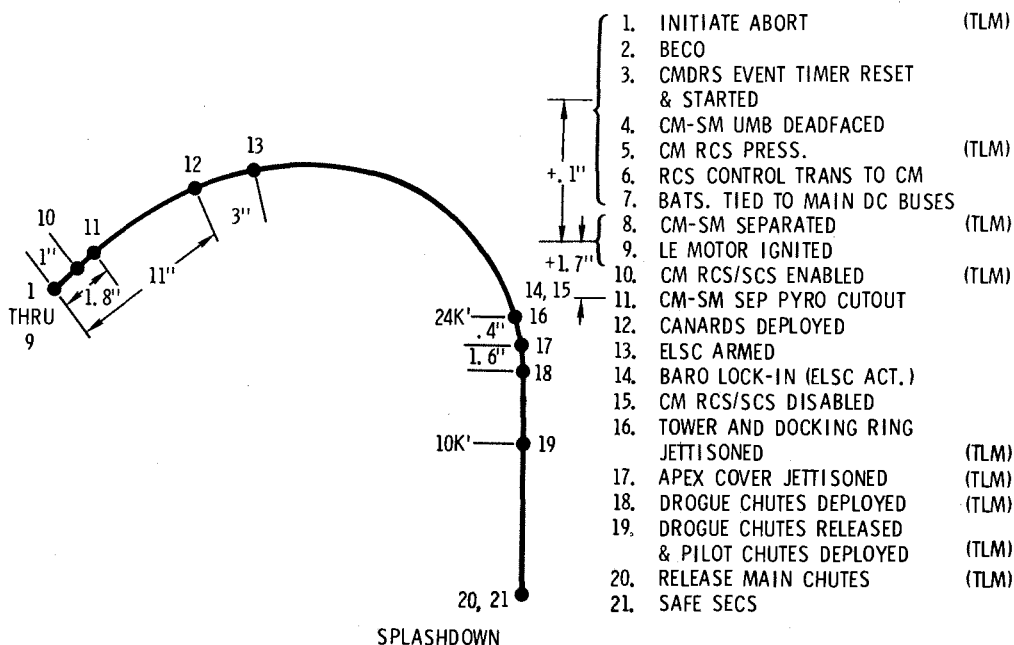 13
12
10
11
1"
3"
1
THRU
9
1.8"
11"
14, 15
24K'
16
.4"
17
1.6"
18
10K'
19
20, 21
SPLASHDOWN
+.1"
+1.7"
1. INITIATE ABORT (TLM)
2. BECO
3. CMDRS EVENT TIMER RESET
& STARTED
4. CM-SM UMB DEADFACED
5. CM RCS PRESS. (TLM)
6. RCS CONTROL TRANS TO CM
7. BATS. TIED TO MAIN DC BUSES
8. CM-SM SEPARATED (TLM)
9. LE MOTOR IGNITED
10. CM RCS/SCS ENABLED (TLM)
11. CM-SM SEP PYRO CUTOUT
12. CANARDS DEPLOYED
13. ELSC ARMED
14. BARO LOCK-IN (ELSC ACT.)
15. CM RCS/SCS DISABLED
16. TOWER AND DOCKING RING
JETTISONED (TLM)
17. APEX COVER JETTISONED (TLM)
18. DROGUE CHUTES DEPLOYED (TLM)
19. DROGUE CHUTES RELEASED
& PILOT CHUTES DEPLOYED (TLM)
20. RELEASE MAIN CHUTES (TLM)
21. SAFE SECS